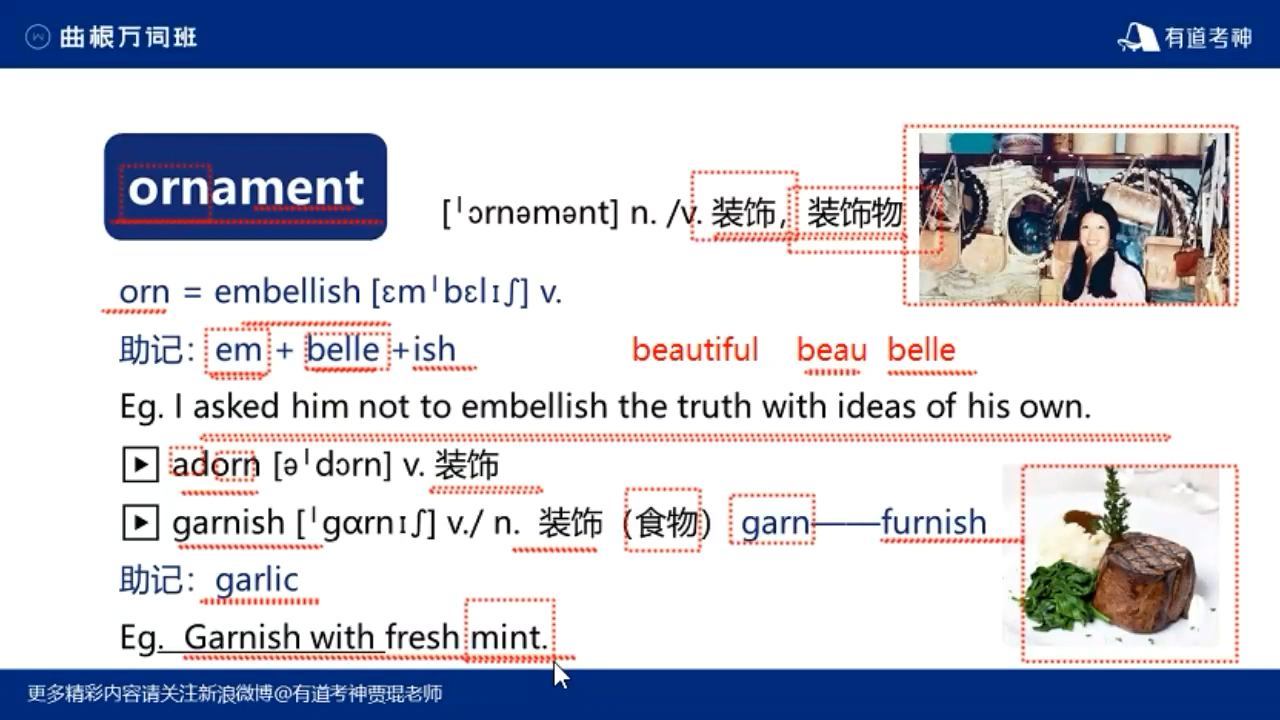 曲根万词班
有道考神
ornament
[ˈɔrnəmənt] n. /v. 装饰，装饰物
orn = embellish [ɛmˈbɛlɪʃ] v.
助记：em + belle +ish beautiful beau belle
Eg. I asked him not to embellish the truth with ideas of his own.
adorn [əˈdɔrn] v. 装饰
garnish [ˈgɑrnɪʃ] v./ n. 装饰（食物） garn——furnish
助记：garlic
Eg. Garnish with fresh mint.
更多精彩内容请关注新浪微博@有道考神贾琨老师